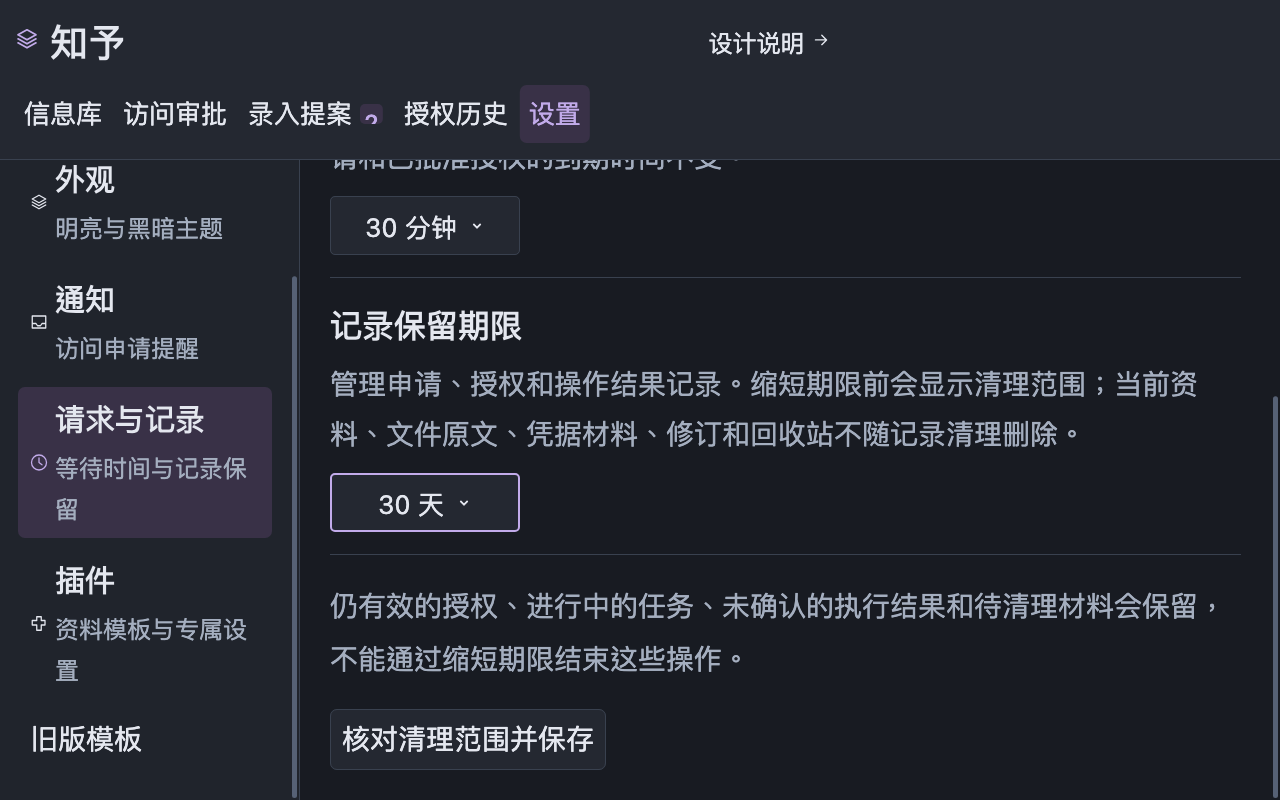 知予
设计说明 →
信息库 访问审批 录入提案 授权历史 设置
外观
明亮与黑暗主题
通知
访问申请提醒
请求与记录
等待时间与记录保
留
插件
资料模板与专属设
置
旧版模板
30 分钟
记录保留期限
管理申请、授权和操作结果记录。缩短期限前会显示清理范围；当前资
料、文件原文、凭据材料、修订和回收站不随记录清理删除。
30 天
仍有效的授权、进行中的任务、未确认的执行结果和待清理材料会保留，
不能通过缩短期限结束这些操作。
核对清理范围并保存